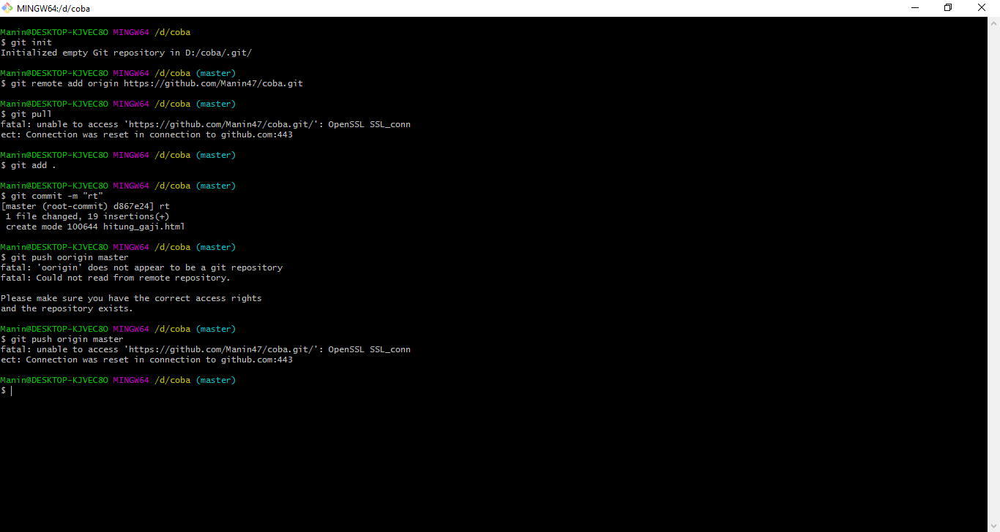 MINGW64:/d/coba
Manin@DESKTOP-KJVEC8O MINGW64 /d/coba
$ git init
Initialized empty Git repository in D:/coba/.git/
Manin@DESKTOP-KJVEC8O MINGW64 /d/coba (master)
$ git remote add origin https://github.com/Manin47/coba.git
Manin@DESKTOP-KJVEC8O MINGW64 /d/coba (master)
$ git pull
fatal: unable to access 'https://github.com/Manin47/coba.git/': OpenSSL SSL_conn
ect: Connection was reset in connection to github.com:443
Manin@DESKTOP-KJVEC8O MINGW64 /d/coba (master)
$ git add .
Manin@DESKTOP-KJVEC8O MINGW64 /d/coba (master)
$ git commit -m "rt"
[master (root-commit) d867e24] rt
 1 file changed, 19 insertions(+)
 create mode 100644 hitung_gaji.html
Manin@DESKTOP-KJVEC8O MINGW64 /d/coba (master)
$ git push oorigin master
fatal: 'oorigin' does not appear to be a git repository
fatal: Could not read from remote repository.
Please make sure you have the correct access rights
and the repository exists.
Manin@DESKTOP-KJVEC8O MINGW64 /d/coba (master)
$ git push origin master
fatal: unable to access 'https://github.com/Manin47/coba.git/': OpenSSL SSL_conn
ect: Connection was reset in connection to github.com:443
Manin@DESKTOP-KJVEC8O MINGW64 /d/coba (master)
$